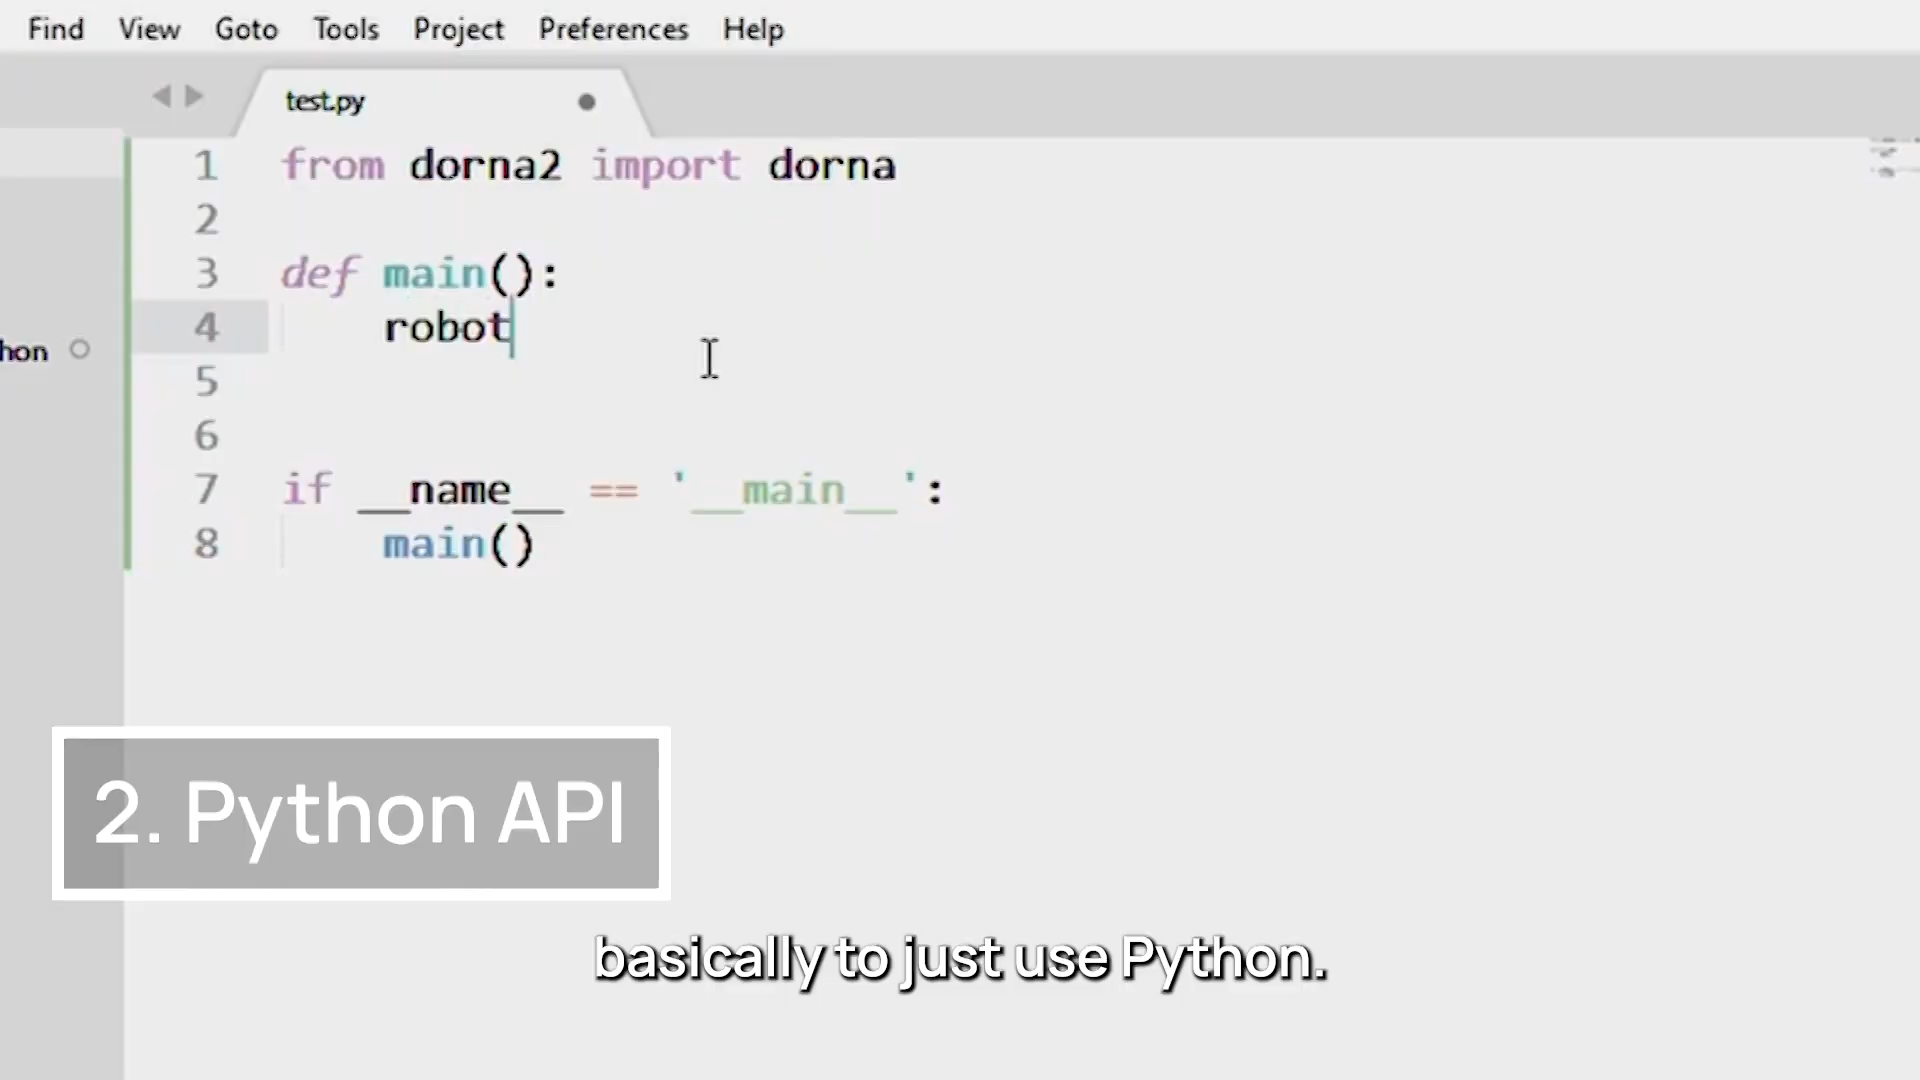 Find View Goto Tools Project Preferences Help
test.py
1 from dorna2 import dorna
2
3 def main():
4 robot
hon
5
6
7 if __name__ == '__main__':
8 main()
2. Python API
basically to just use Python.